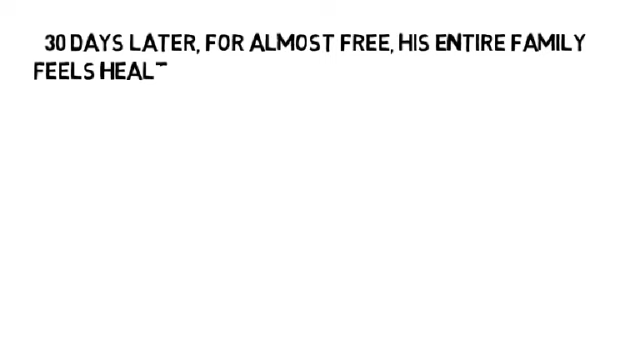 30 DAYS LATER, FOR ALMOST FREE, HIS ENTIRE FAMILY
FEELS HEAL